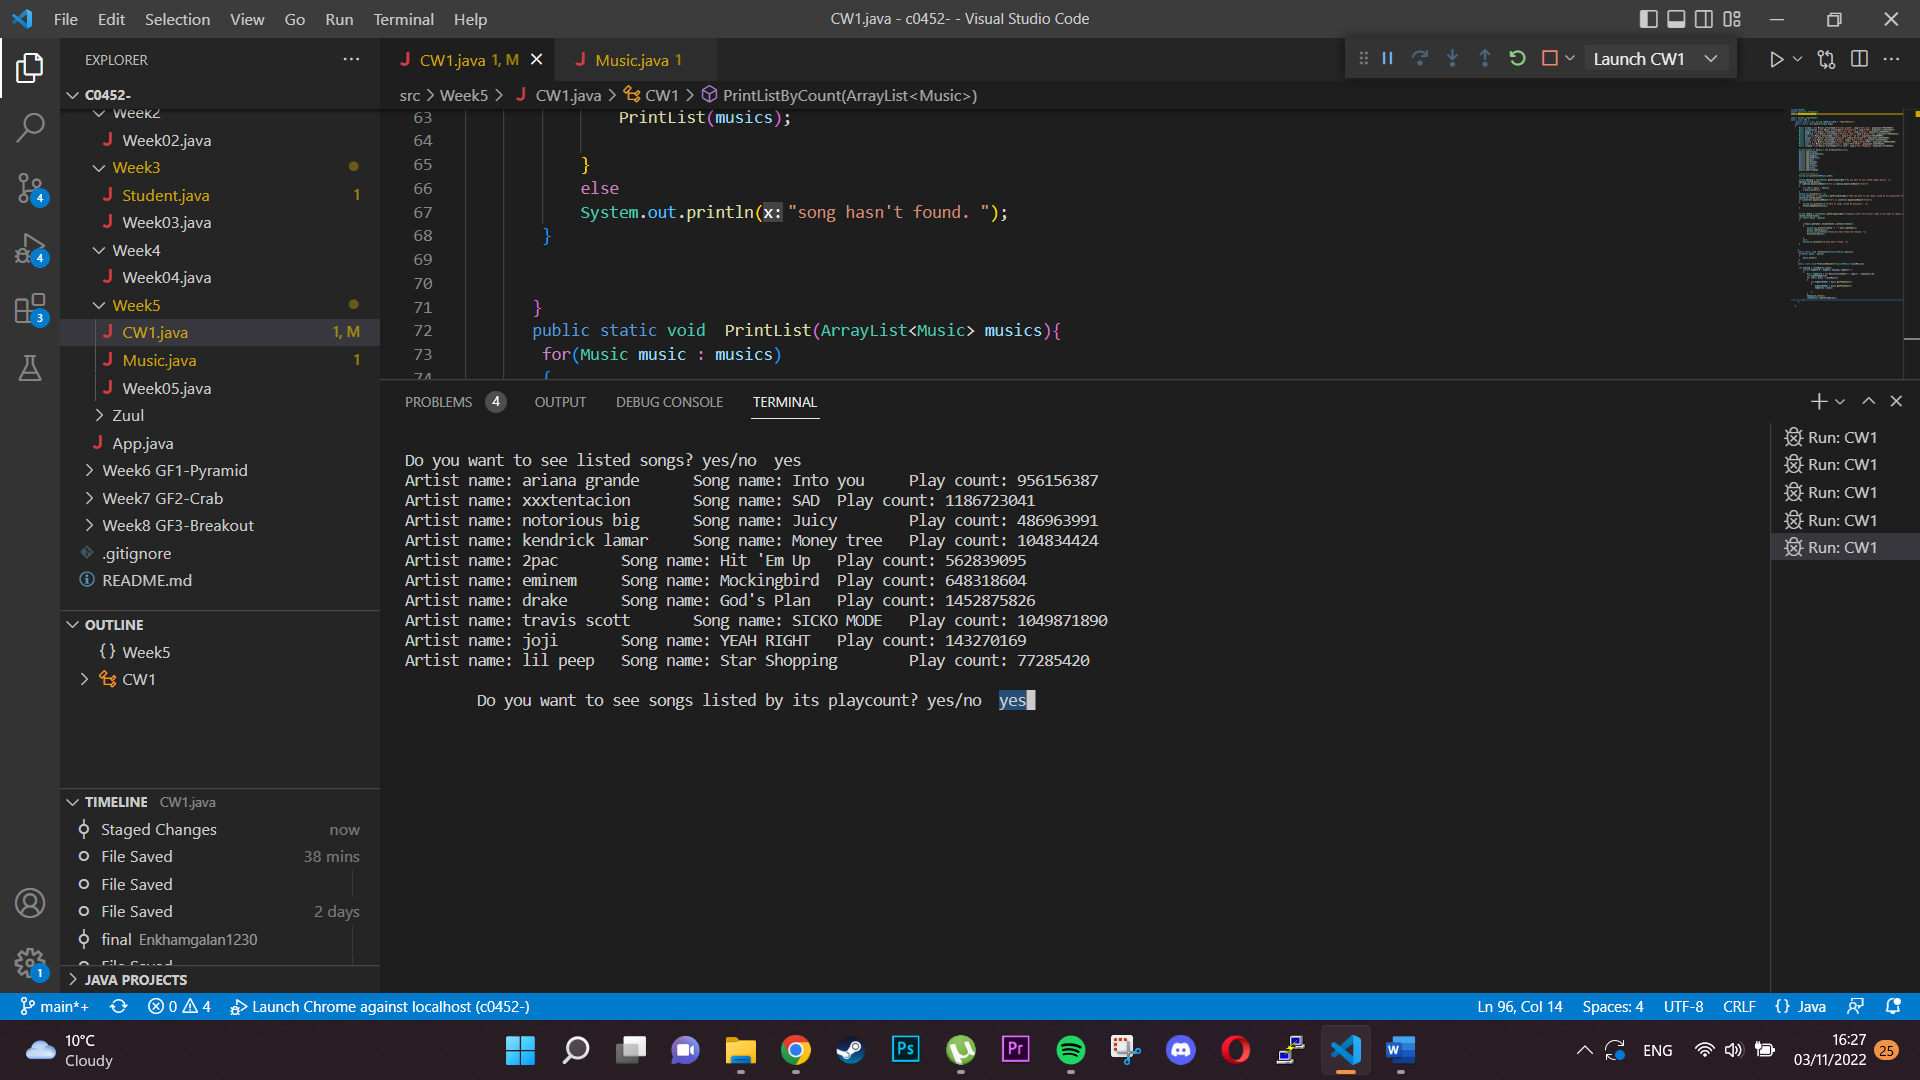 File Edit Selection View Go Run Terminal Help
CW1.java - c0452- - Visual Studio Code
EXPLORER
C0452-
Week2
Week02.java
Week3
Student.java 1
Week03.java
Week4
Week04.java
Week5
CW1.java 1, M
Music.java 1
Week05.java
Zuul
App.java
Week6 GF1-Pyramid
Week7 GF2-Crab
Week8 GF3-Breakout
.gitignore
README.md
OUTLINE
{} Week5
CW1
TIMELINE CW1.java
Staged Changes now
File Saved 38 mins
File Saved
File Saved 2 days
final Enkhamgalan1230
File Saved
JAVA PROJECTS
4
4
3
1
CW1.java 1, M
Music.java 1
Launch CW1
src > Week5 > CW1.java > CW1 > PrintListByCount(ArrayList<Music>)
63 PrintList(musics);
64
65 }
66 else
67 System.out.println(x: "song hasn't found. ");
68 }
69
70
71 }
72 public static void PrintList(ArrayList<Music> musics){
73 for(Music music : musics)
74 {
PROBLEMS 4 OUTPUT DEBUG CONSOLE TERMINAL
Do you want to see listed songs? yes/no yes
Artist name: ariana grande Song name: Into you Play count: 956156387
Artist name: xxxtentacion Song name: SAD Play count: 1186723041
Artist name: notorious big Song name: Juicy Play count: 486963991
Artist name: kendrick lamar Song name: Money tree Play count: 104834424
Artist name: 2pac Song name: Hit 'Em Up Play count: 562839095
Artist name: eminem Song name: Mockingbird Play count: 648318604
Artist name: drake Song name: God's Plan Play count: 1452875826
Artist name: travis scott Song name: SICKO MODE Play count: 1049871890
Artist name: joji Song name: YEAH RIGHT Play count: 143270169
Artist name: lil peep Song name: Star Shopping Play count: 77285420
Do you want to see songs listed by its playcount? yes/no yes
Run: CW1
Run: CW1
Run: CW1
Run: CW1
Run: CW1
main*+ 0 4 Launch Chrome against localhost (c0452-)
Ln 96, Col 14 Spaces: 4 UTF-8 CRLF {} Java
10°C
Cloudy
Ps
Pr
W
ENG
16:27
03/11/2022
25